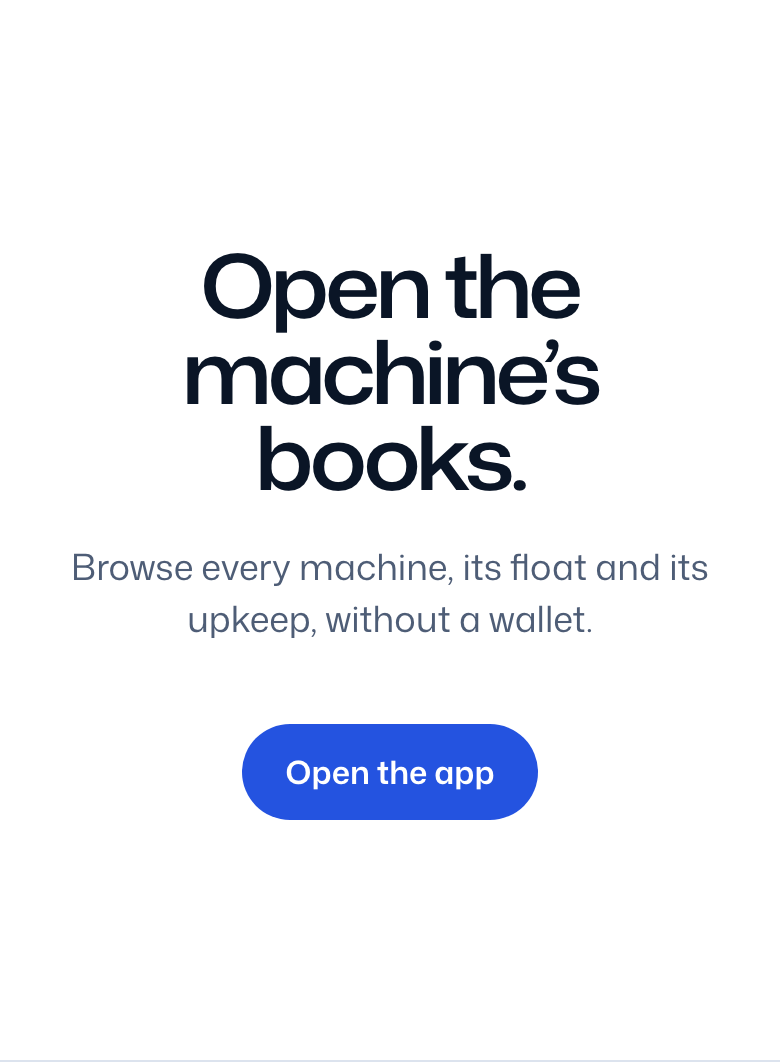 Open the
machine’s
books.
Browse every machine, its float and its
upkeep, without a wallet.
Open the app